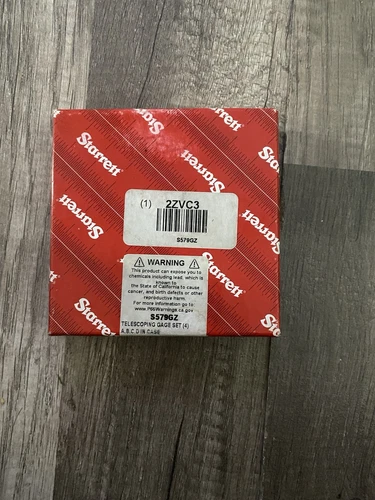 Starrett
Starrett
Starrett
Starrett
Starrett
Starrett
Starrett
(1) 2ZVC3
S579GZ
⚠ WARNING ⚠
This product can expose you to
chemicals including lead, which is
known to
The State of California to cause
cancer, and birth defects or other
reproductive harm.
For more information go to:
www.P65Warnings.ca.gov
S579GZ
TELESCOPING GAGE SET (4)
A,B,C,D IN CASE